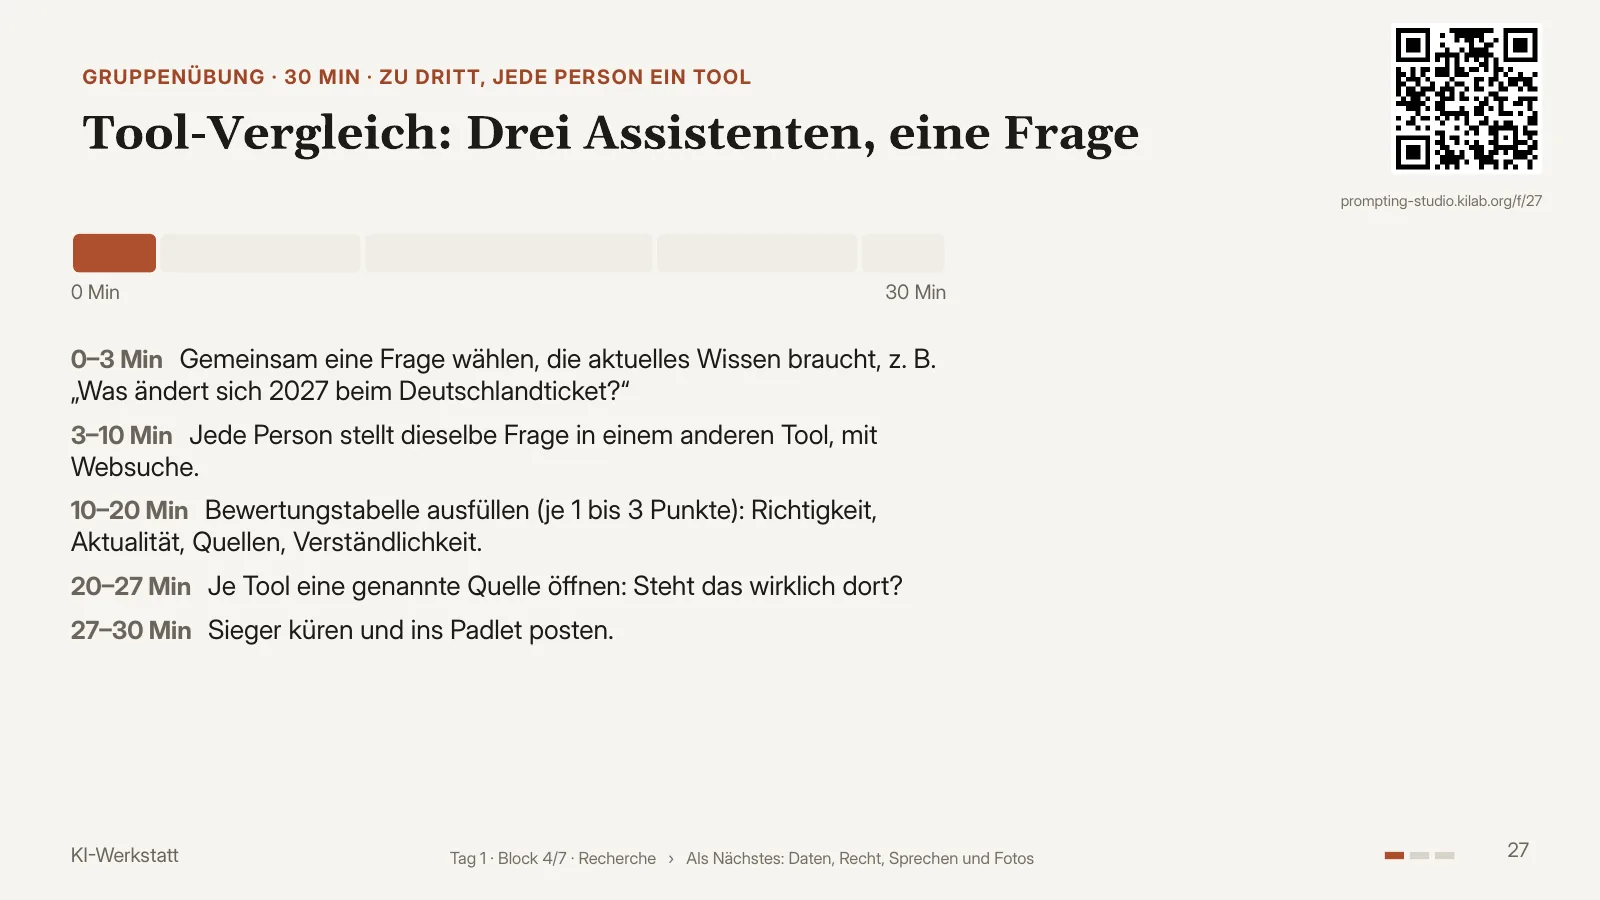 GRUPPENÜBUNG · 30 MIN · ZU DRITT, JEDE PERSON EIN TOOL
Tool-Vergleich: Drei Assistenten, eine Frage
prompting-studio.kilab.org/f/27
0 Min
30 Min
0–3 Min Gemeinsam eine Frage wählen, die aktuelles Wissen braucht, z. B.
„Was ändert sich 2027 beim Deutschlandticket?“
3–10 Min Jede Person stellt dieselbe Frage in einem anderen Tool, mit
Websuche.
10–20 Min Bewertungstabelle ausfüllen (je 1 bis 3 Punkte): Richtigkeit,
Aktualität, Quellen, Verständlichkeit.
20–27 Min Je Tool eine genannte Quelle öffnen: Steht das wirklich dort?
27–30 Min Sieger küren und ins Padlet posten.
KI-Werkstatt
Tag 1 · Block 4/7 · Recherche › Als Nächstes: Daten, Recht, Sprechen und Fotos
27